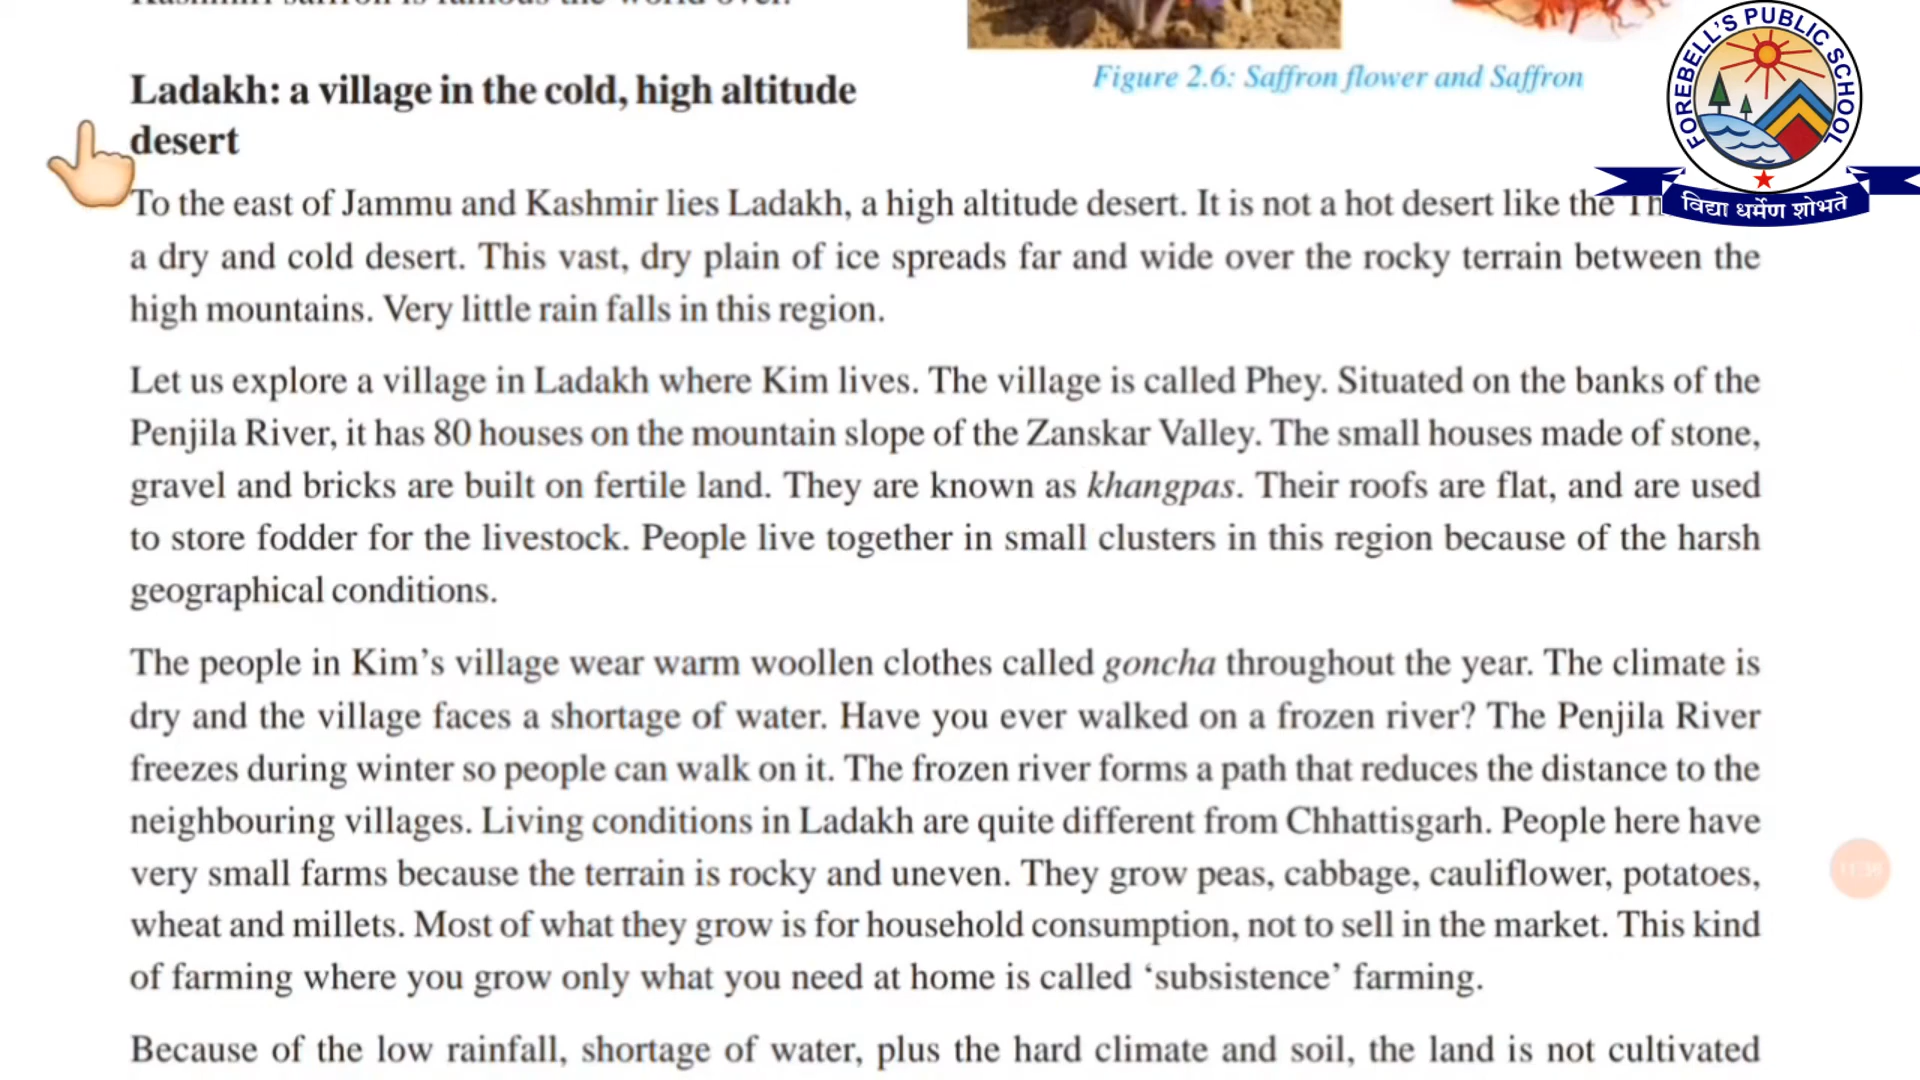 Ladakh: a village in the cold, high altitude
desert
Figure 2.6: Saffron flower and Saffron
FOREBELL'S PUBLIC SCHOOL
विद्या धर्मेण शोभते
To the east of Jammu and Kashmir lies Ladakh, a high altitude desert. It is not a hot desert like the
a dry and cold desert. This vast, dry plain of ice spreads far and wide over the rocky terrain between the
high mountains. Very little rain falls in this region.
Let us explore a village in Ladakh where Kim lives. The village is called Phey. Situated on the banks of the
Penjila River, it has 80 houses on the mountain slope of the Zanskar Valley. The small houses made of stone,
gravel and bricks are built on fertile land. They are known as khangpas. Their roofs are flat, and are used
to store fodder for the livestock. People live together in small clusters in this region because of the harsh
geographical conditions.
The people in Kim's village wear warm woollen clothes called goncha throughout the year. The climate is
dry and the village faces a shortage of water. Have you ever walked on a frozen river? The Penjila River
freezes during winter so people can walk on it. The frozen river forms a path that reduces the distance to the
neighbouring villages. Living conditions in Ladakh are quite different from Chhattisgarh. People here have
very small farms because the terrain is rocky and uneven. They grow peas, cabbage, cauliflower, potatoes,
wheat and millets. Most of what they grow is for household consumption, not to sell in the market. This kind
of farming where you grow only what you need at home is called ‘subsistence’ farming.
Because of the low rainfall, shortage of water, plus the hard climate and soil, the land is not cultivated